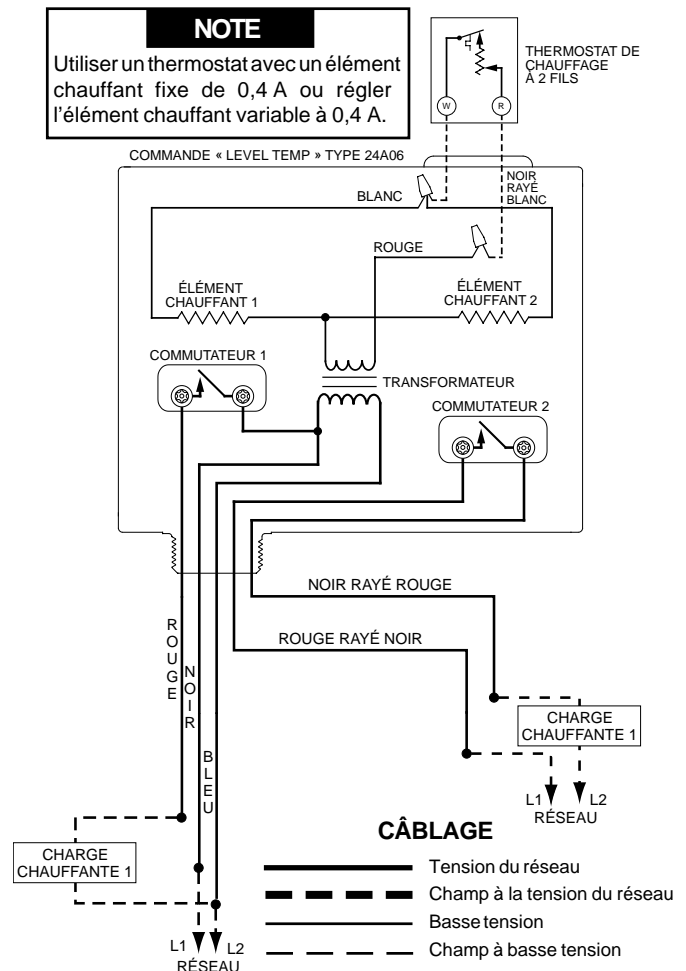 NOTE
Utiliser un thermostat avec un élément
chauffant fixe de 0,4 A ou régler
l'élément chauffant variable à 0,4 A.
THERMOSTAT DE
CHAUFFAGE
À 2 FILS
W
R
COMMANDE « LEVEL TEMP » TYPE 24A06
NOIR
RAYÉ
BLANC
BLANC
ROUGE
ÉLÉMENT
CHAUFFANT 1
ÉLÉMENT
CHAUFFANT 2
COMMUTATEUR 1
TRANSFORMATEUR
COMMUTATEUR 2
NOIR RAYÉ ROUGE
ROUGE RAYÉ NOIR
ROUGE
NOIR
BLEU
CHARGE
CHAUFFANTE 1
L1 L2
RÉSEAU
CHARGE
CHAUFFANTE 1
L1 L2
RÉSEAU
CÂBLAGE
Tension du réseau
Champ à la tension du réseau
Basse tension
Champ à basse tension